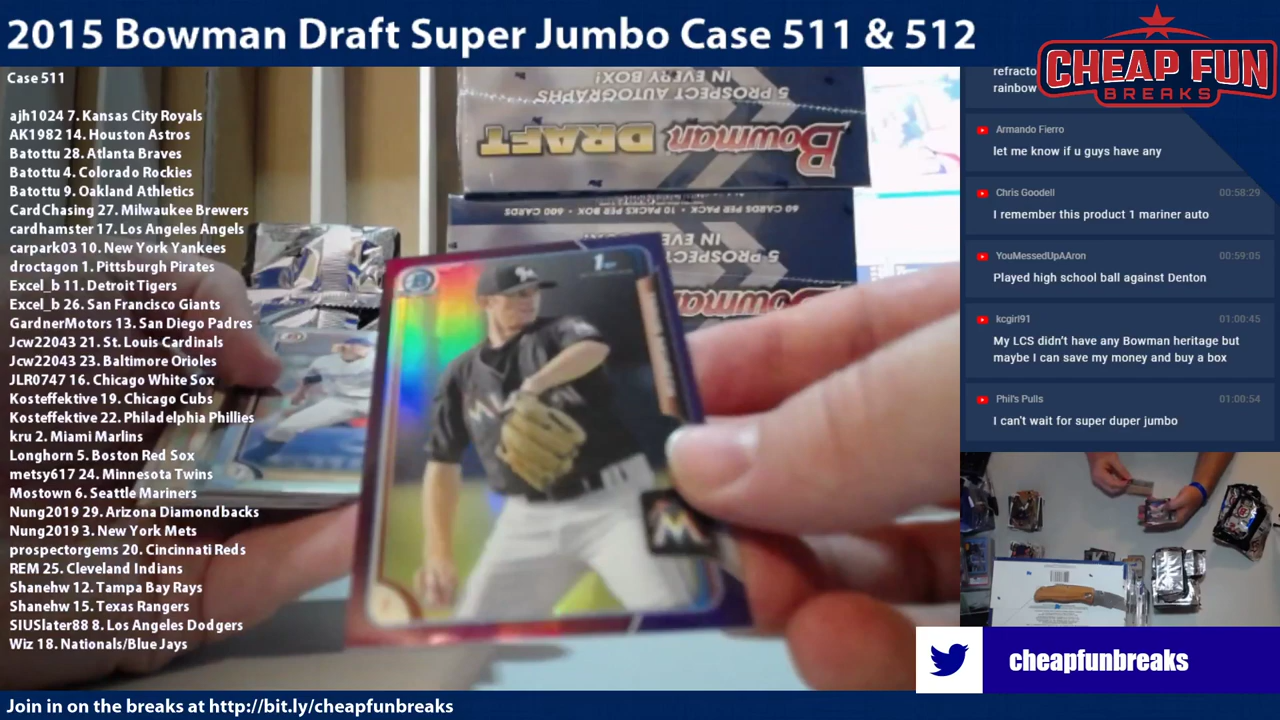 2015 Bowman Draft Super Jumbo Case 511 & 512
CHEAP FUN
BREAKS
Case 511
ajh1024 7. Kansas City Royals
AK1982 14. Houston Astros
Batottu 28. Atlanta Braves
Batottu 4. Colorado Rockies
Batottu 9. Oakland Athletics
CardChasing 27. Milwaukee Brewers
cardhamster 17. Los Angeles Angels
carpark03 10. New York Yankees
droctagon 1. Pittsburgh Pirates
Excel_b 11. Detroit Tigers
Excel_b 26. San Francisco Giants
GardnerMotors 13. San Diego Padres
Jcw22043 21. St. Louis Cardinals
Jcw22043 23. Baltimore Orioles
JLR0747 16. Chicago White Sox
Kosteffektive 19. Chicago Cubs
Kosteffektive 22. Philadelphia Phillies
kru 2. Miami Marlins
Longhorn 5. Boston Red Sox
metsy617 24. Minnesota Twins
Mostown 6. Seattle Mariners
Nung2019 29. Arizona Diamondbacks
Nung2019 3. New York Mets
prospectorgems 20. Cincinnati Reds
REM 25. Cleveland Indians
Shanehw 12. Tampa Bay Rays
Shanehw 15. Texas Rangers
SIUSlater88 8. Los Angeles Dodgers
Wiz 18. Nationals/Blue Jays
IN EVERY BOX!
5 PROSPECT AUTOGRAPHS
Bowman DRAFT
60 CARDS PER PACK • 10 PACKS PER BOX • 600 CARDS
IN EVERY
5 PROSPECT
Bowman
1st
M
refracto
rainbow
Armando Fierro
let me know if u guys have any
Chris Goodell 00:58:29
I remember this product 1 mariner auto
YouMessedUpAAron 00:59:05
Played high school ball against Denton
kcgirl91 01:00:45
My LCS didn't have any Bowman heritage but
maybe I can save my money and buy a box
Phil's Pulls 01:00:54
I can't wait for super duper jumbo
cheapfunbreaks
Join in on the breaks at http://bit.ly/cheapfunbreaks